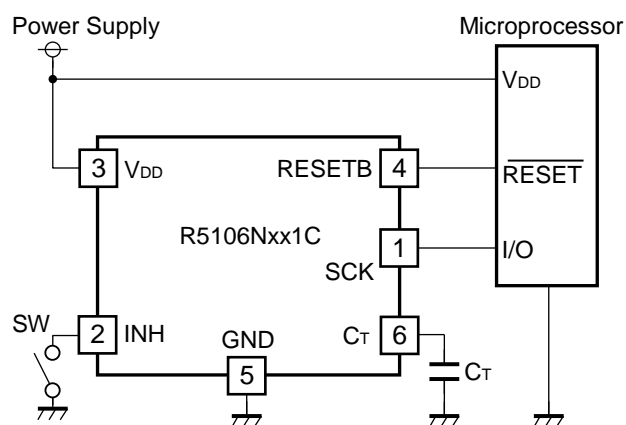 Power Supply
Microprocessor
VDD
3
VDD
RESETB
4
RESET
R5106Nxx1C
1
I/O
SCK
SW
2
INH
GND
CT
6
5
CT